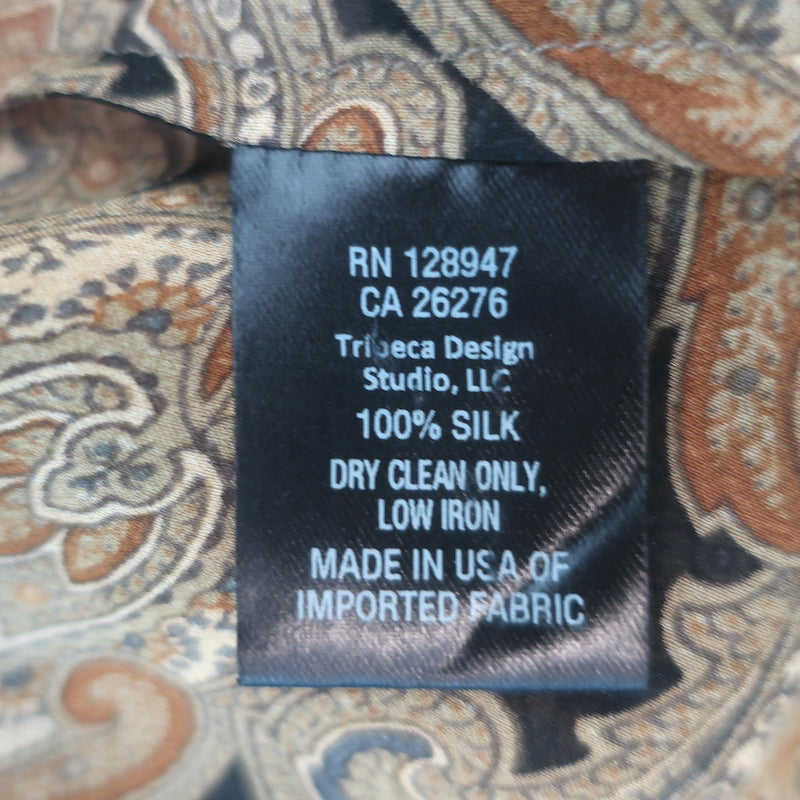 RN 128947
CA 26276
Tribeca Design
Studio, LLC
100% SILK
DRY CLEAN ONLY,
LOW IRON
MADE IN USA OF
IMPORTED FABRIC